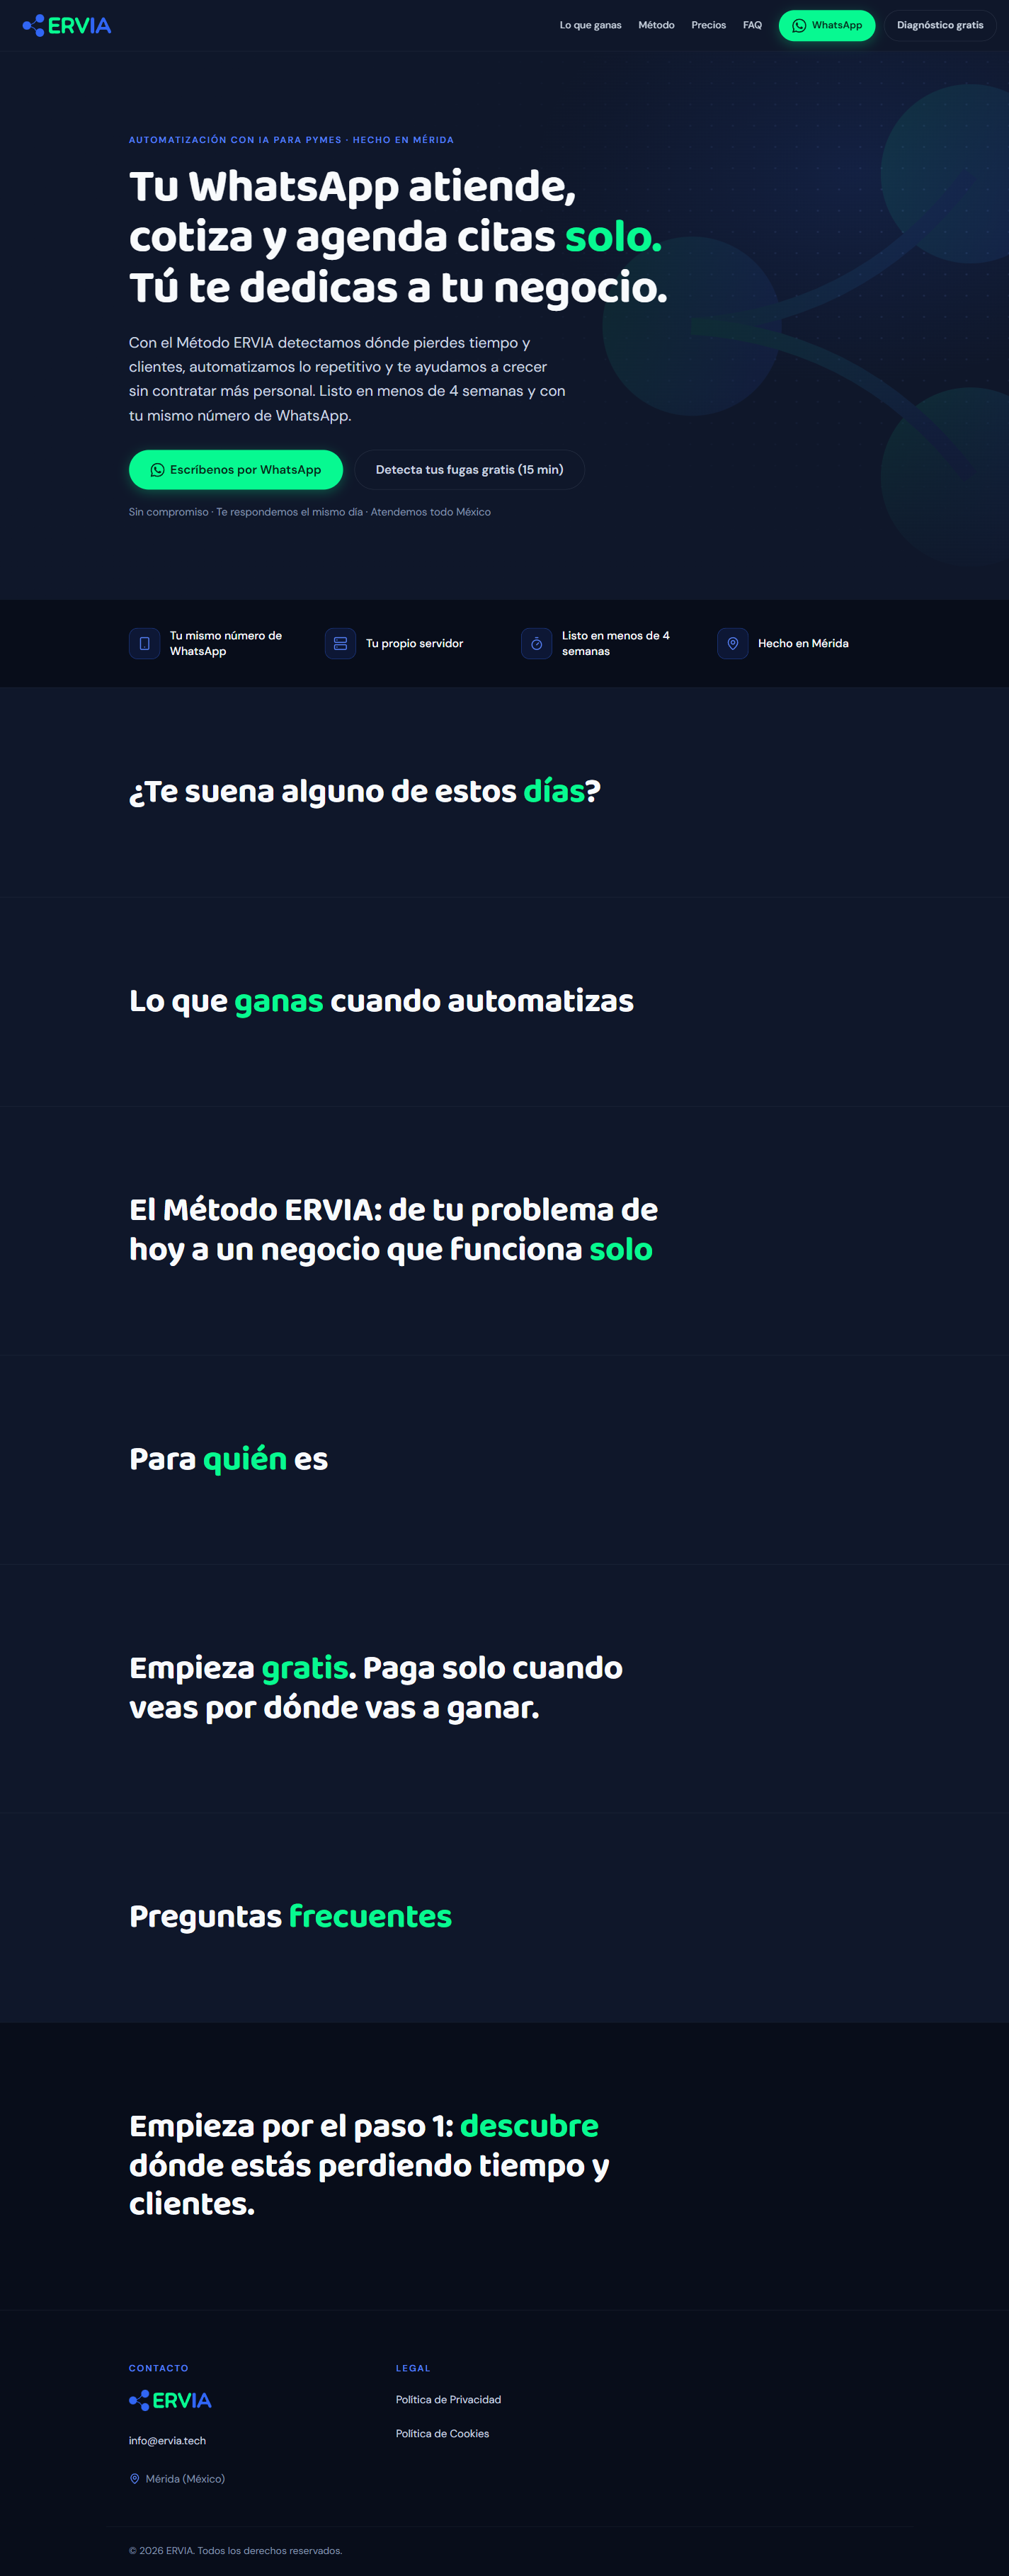 ERVIA
Lo que ganas
Método
Precios
FAQ
WhatsApp
Diagnóstico gratis
AUTOMATIZACIÓN CON IA PARA PYMES · HECHO EN MÉRIDA
Tu WhatsApp atiende,
cotiza y agenda citas solo.
Tú te dedicas a tu negocio.
Con el Método ERVIA detectamos dónde pierdes tiempo y
clientes, automatizamos lo repetitivo y te ayudamos a crecer
sin contratar más personal. Listo en menos de 4 semanas y con
tu mismo número de WhatsApp.
Escríbenos por WhatsApp
Detecta tus fugas gratis (15 min)
Sin compromiso · Te respondemos el mismo día · Atendemos todo México
Tu mismo número de
WhatsApp
Tu propio servidor
Listo en menos de 4
semanas
Hecho en Mérida
¿Te suena alguno de estos días?
Lo que ganas cuando automatizas
El Método ERVIA: de tu problema de
hoy a un negocio que funciona solo
Para quién es
Empieza gratis. Paga solo cuando
veas por dónde vas a ganar.
Preguntas frecuentes
Empieza por el paso 1: descubre
dónde estás perdiendo tiempo y
clientes.
CONTACTO
ERVIA
info@ervia.tech
Mérida (México)
LEGAL
Política de Privacidad
Política de Cookies
© 2026 ERVIA. Todos los derechos reservados.